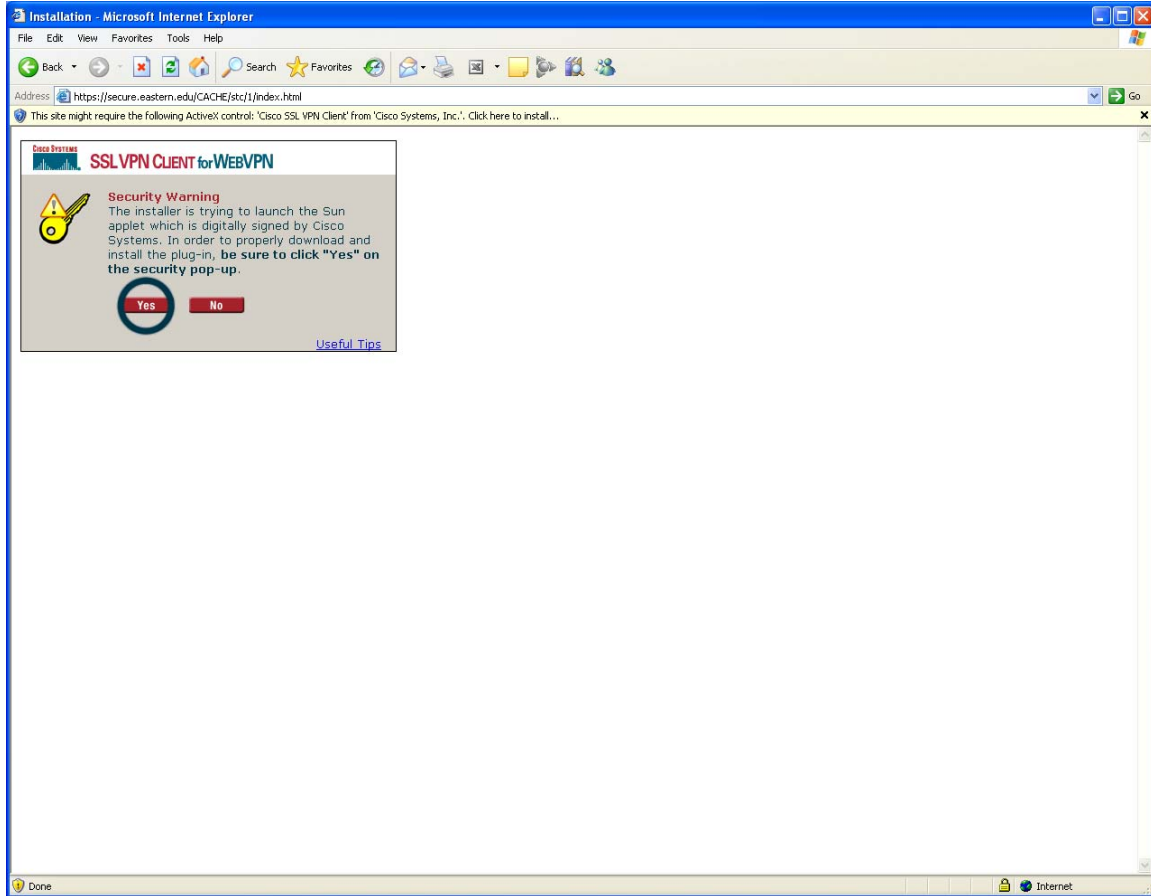 Installation - Microsoft Internet Explorer
File Edit View Favorites Tools Help
Back Search Favorites
Address https://secure.eastern.edu/CACHE/stc/1/index.html Go
This site might require the following ActiveX control: 'Cisco SSL VPN Client' from 'Cisco Systems, Inc.'. Click here to install...
CISCO SYSTEMS
SSL VPN CLIENT for WEBVPN
Security Warning
The installer is trying to launch the Sun
applet which is digitally signed by Cisco
Systems. In order to properly download and
install the plug-in, be sure to click "Yes" on
the security pop-up.
Yes No
Useful Tips
Done Internet